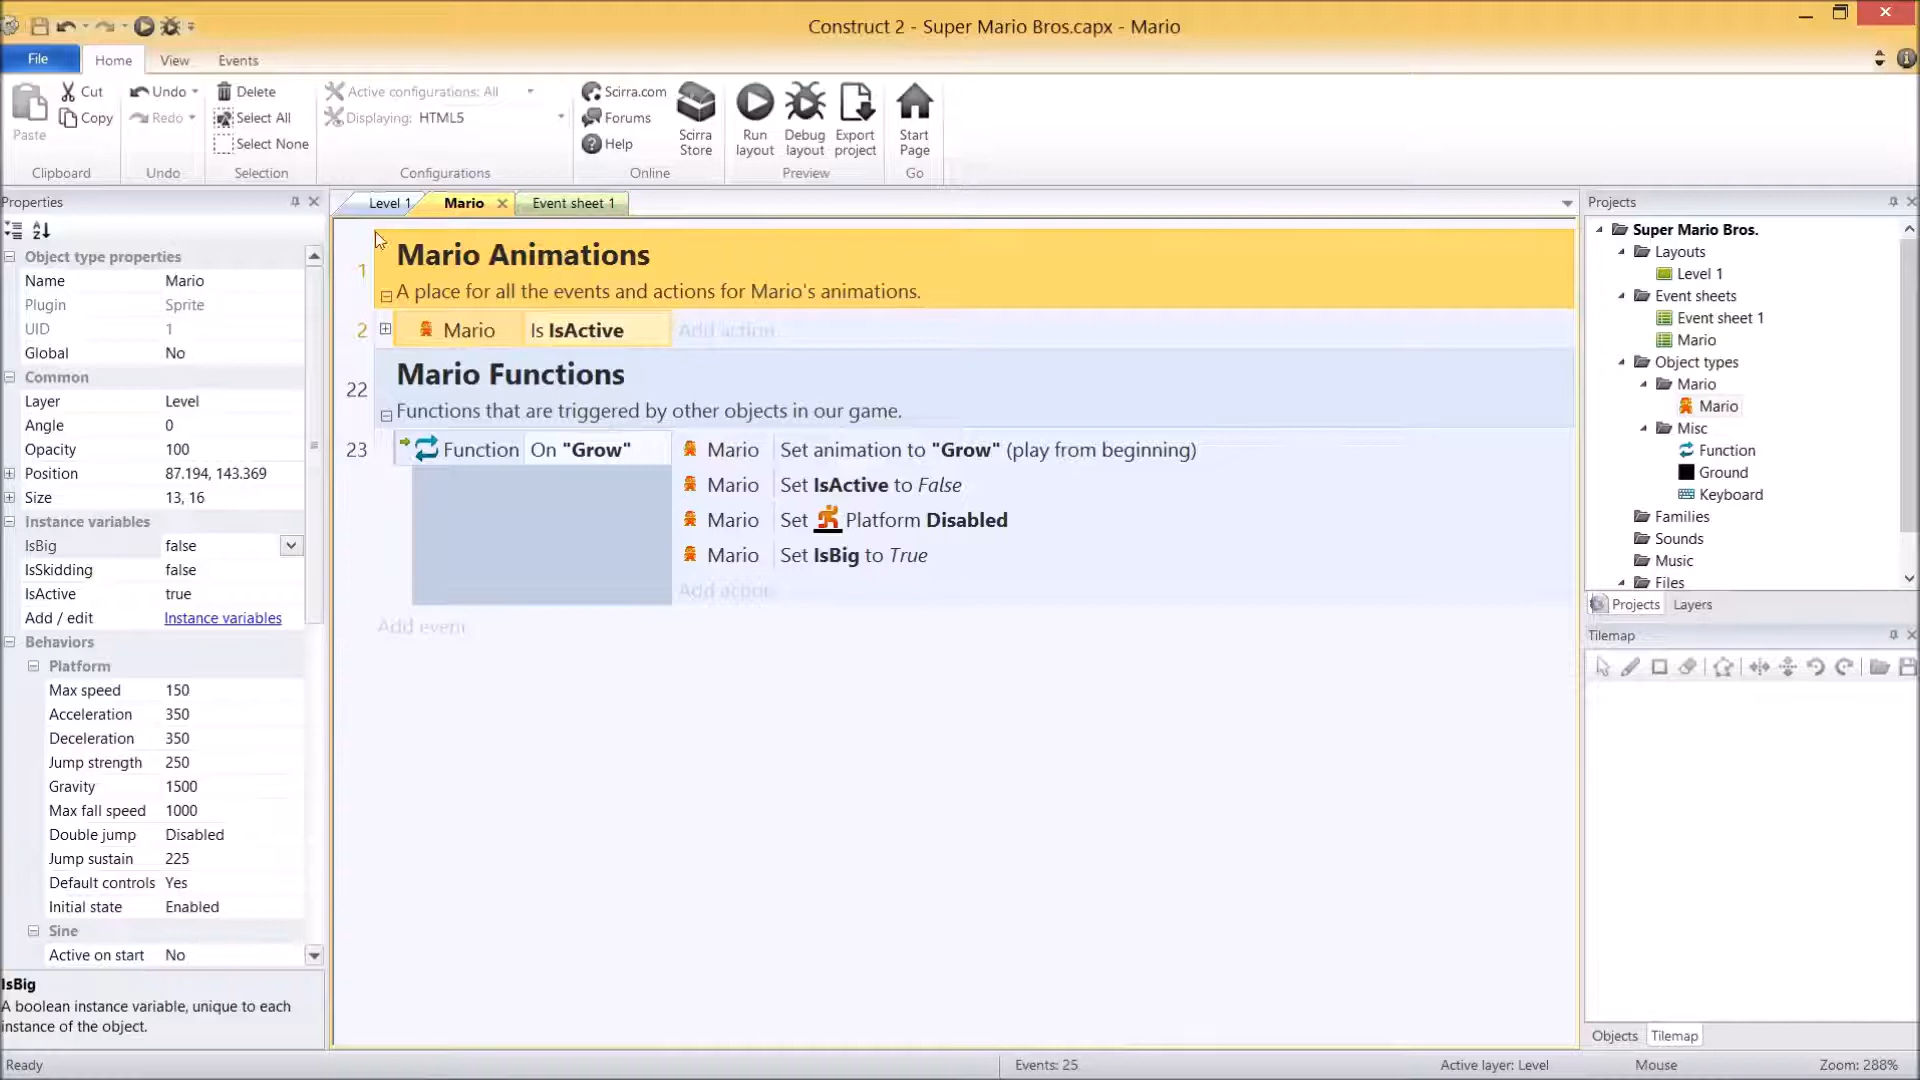 Construct 2 - Super Mario Bros.capx - Mario
File
Home
View
Events
Paste
Cut
Copy
Clipboard
Undo
Redo
Undo
Delete
Select All
Select None
Selection
Active configurations: All
Displaying: HTML5
Configurations
Scirra.com
Forums
Help
Scirra Store
Online
Run layout
Debug layout
Export project
Preview
Start Page
Go
Properties
Object type properties
Name Mario
Plugin Sprite
UID 1
Global No
Common
Layer Level
Angle 0
Opacity 100
Position 87.194, 143.369
Size 13, 16
Instance variables
IsBig false
IsSkidding false
IsActive true
Add / edit Instance variables
Behaviors
Platform
Max speed 150
Acceleration 350
Deceleration 350
Jump strength 250
Gravity 1500
Max fall speed 1000
Double jump Disabled
Jump sustain 225
Default controls Yes
Initial state Enabled
Sine
Active on start No
IsBig
A boolean instance variable, unique to each
instance of the object.
Level 1
Mario
Event sheet 1
1
Mario Animations
A place for all the events and actions for Mario's animations.
2 Mario Is IsActive Add action
22
Mario Functions
Functions that are triggered by other objects in our game.
23 Function On "Grow" Mario Set animation to "Grow" (play from beginning)
Mario Set IsActive to False
Mario Set Platform Disabled
Mario Set IsBig to True
Add action
Add event
Projects
Super Mario Bros.
Layouts
Level 1
Event sheets
Event sheet 1
Mario
Object types
Mario
Mario
Misc
Function
Ground
Keyboard
Families
Sounds
Music
Files
Projects
Layers
Tilemap
Objects
Tilemap
Ready
Events: 25
Active layer: Level
Mouse
Zoom: 288%